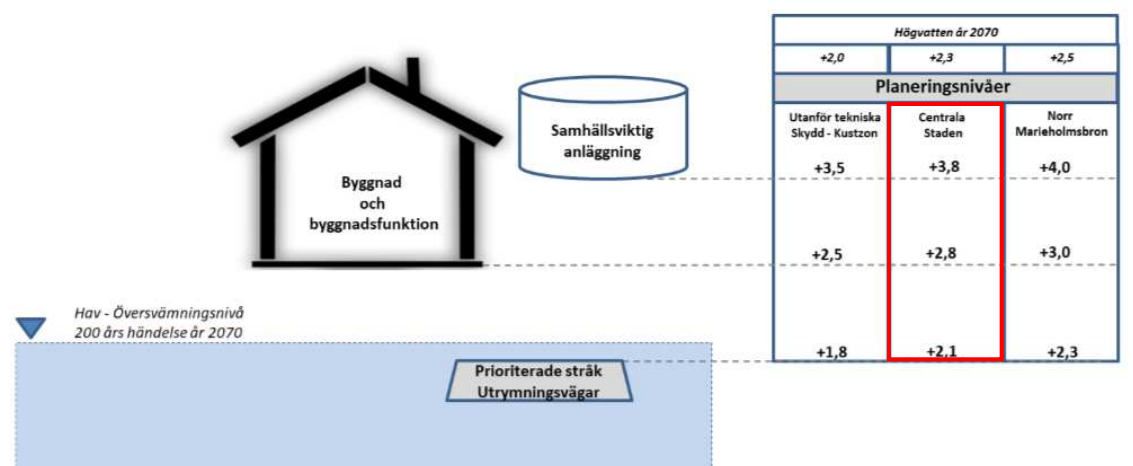 Högvatten år 2070
+2,0
+2,3
+2,5
Planeringsnivåer
Utanför tekniska
Skydd - Kustzon
Centrala
Staden
Norr
Marieholmsbron
Samhällsviktig
anläggning
+3,5
+3,8
+4,0
Byggnad
och
byggnadsfunktion
+2,5
+2,8
+3,0
Hav - Översvämningsnivå
200 års händelse år 2070
+1,8
+2,1
+2,3
Prioriterade stråk
Utrymningsvägar